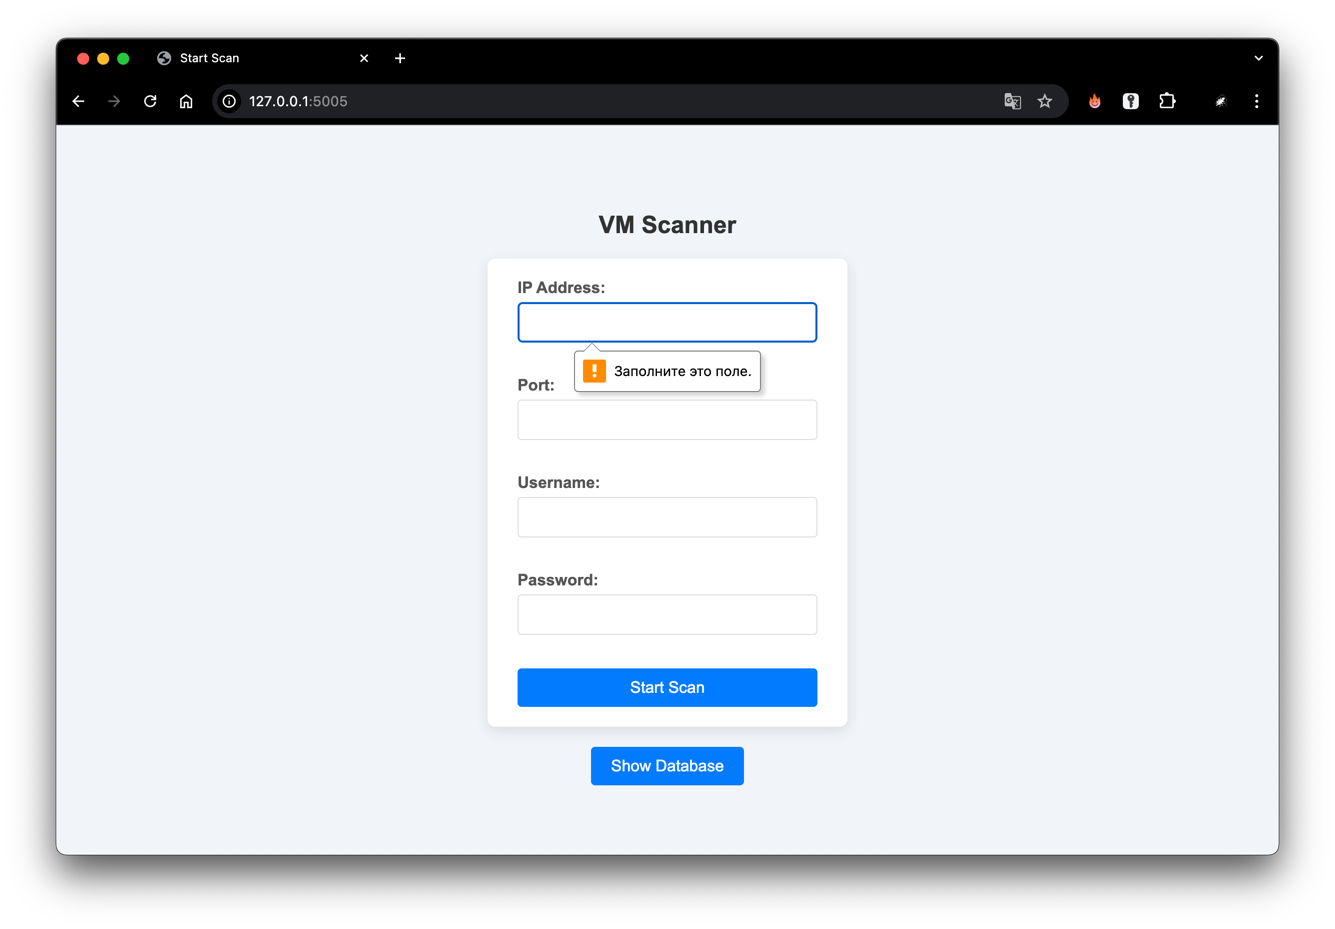 Start Scan
127.0.0.1:5005
VM Scanner
IP Address:
Заполните это поле.
Port:
Username:
Password:
Start Scan
Show Database